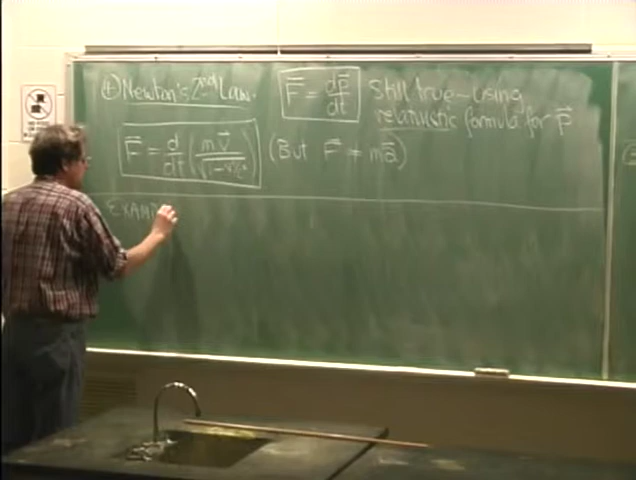 ④ Newton's 2nd Law. F⃗ = dp⃗/dt Still true—using
relativistic formula for p⃗
F⃗ = d/dt (mv⃗/√(1-v²/c²)) (But F⃗ ≠ ma⃗)
EXAMP